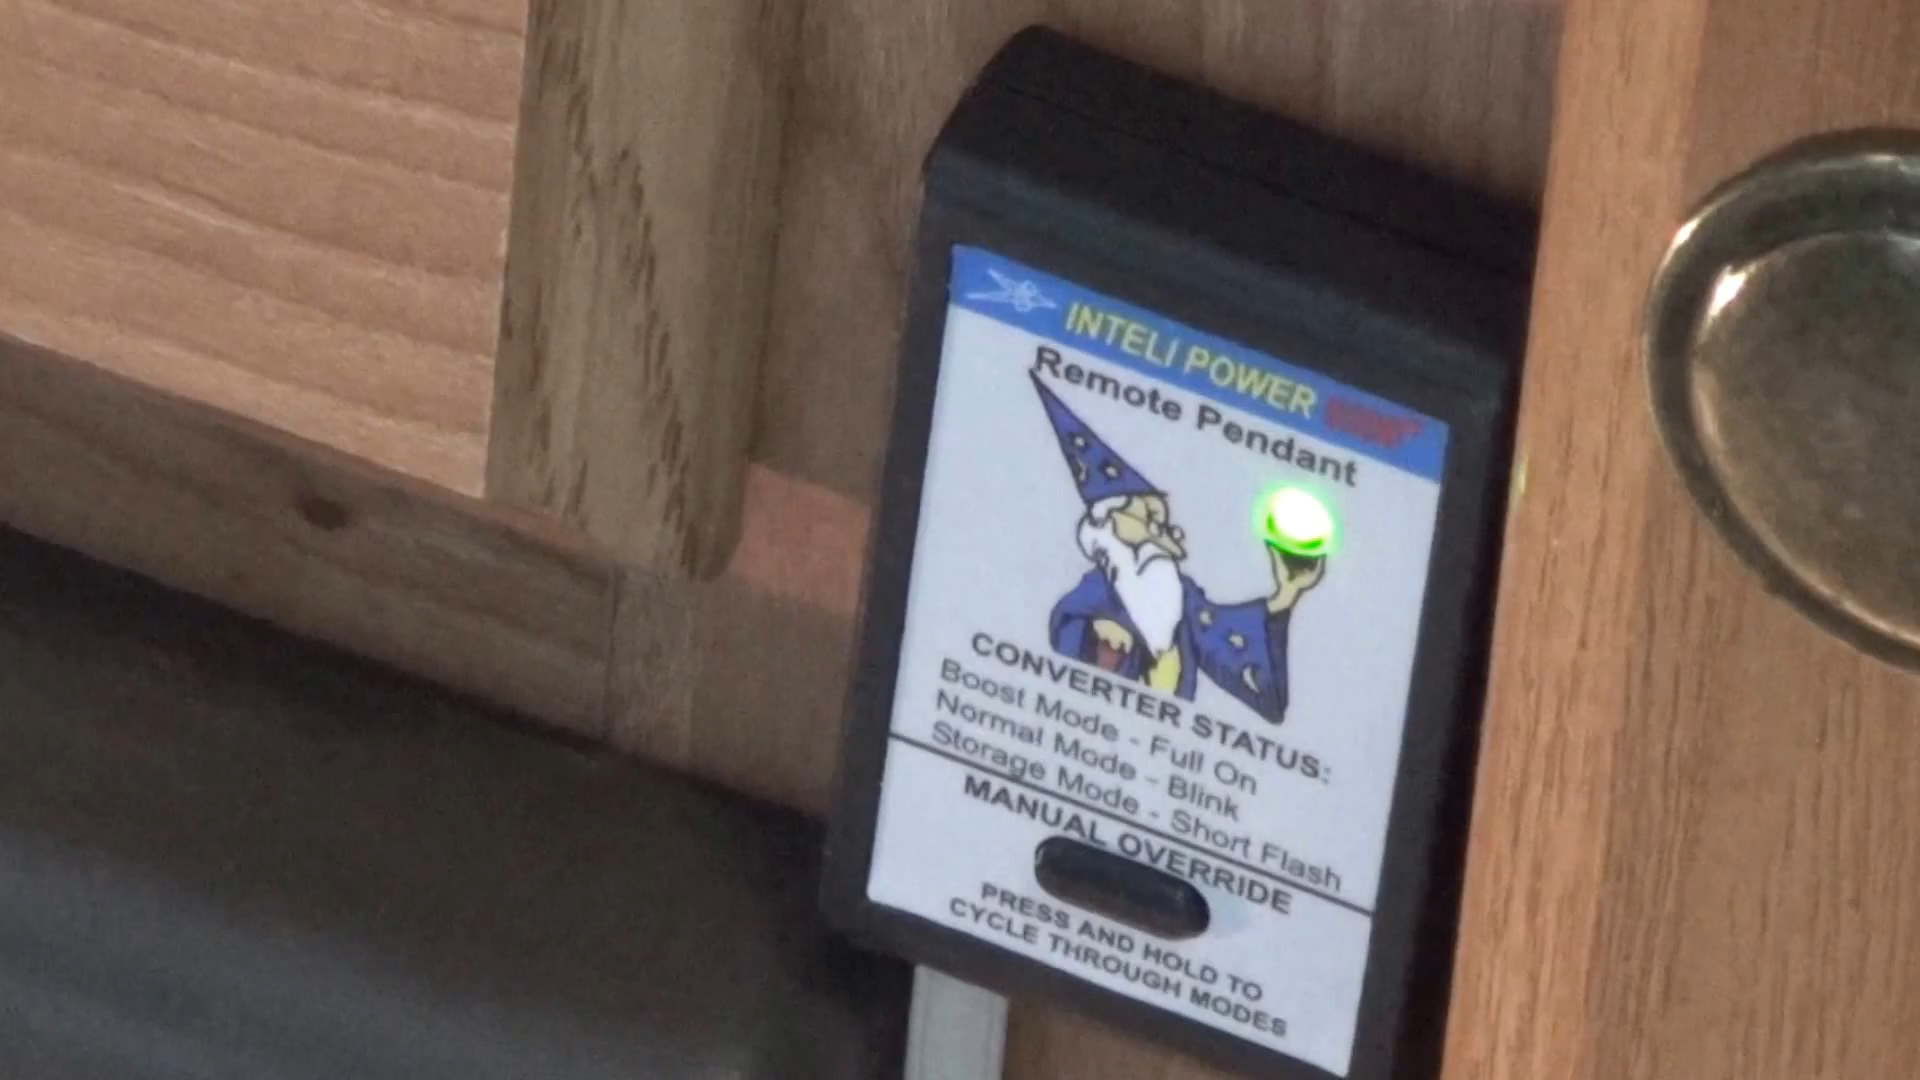 INTELI POWER
Remote Pendant
CONVERTER STATUS:
Boost Mode - Full On
Normal Mode - Blink
Storage Mode - Short Flash
MANUAL OVERRIDE
PRESS AND HOLD TO
CYCLE THROUGH MODES